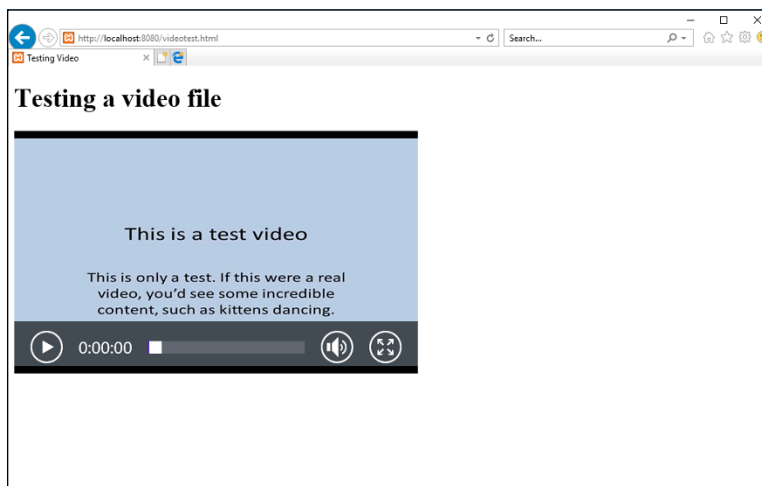 http://localhost:8080/videotest.html
Search...
Testing Video
Testing a video file
This is a test video
This is only a test. If this were a real
video, you'd see some incredible
content, such as kittens dancing.
0:00:00